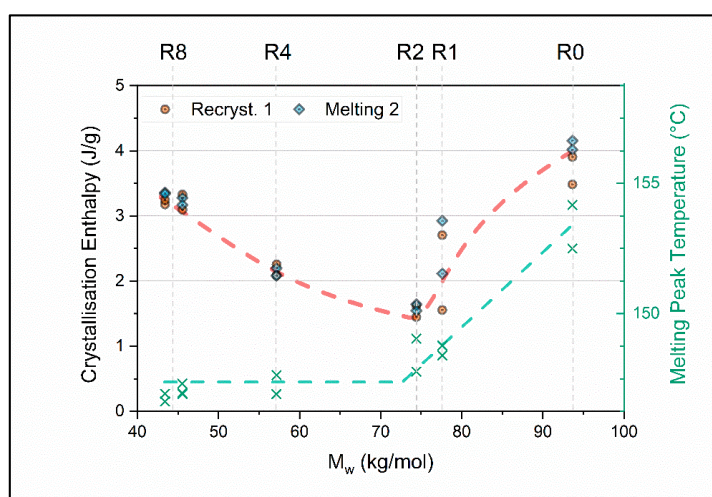 R8 R4 R2 R1 R0
5
4
3
2
1
0
Crystallisation Enthalpy (J/g)
Recryst. 1 Melting 2
155
150
Melting Peak Temperature (°C)
40 50 60 70 80 90 100
M_w (kg/mol)